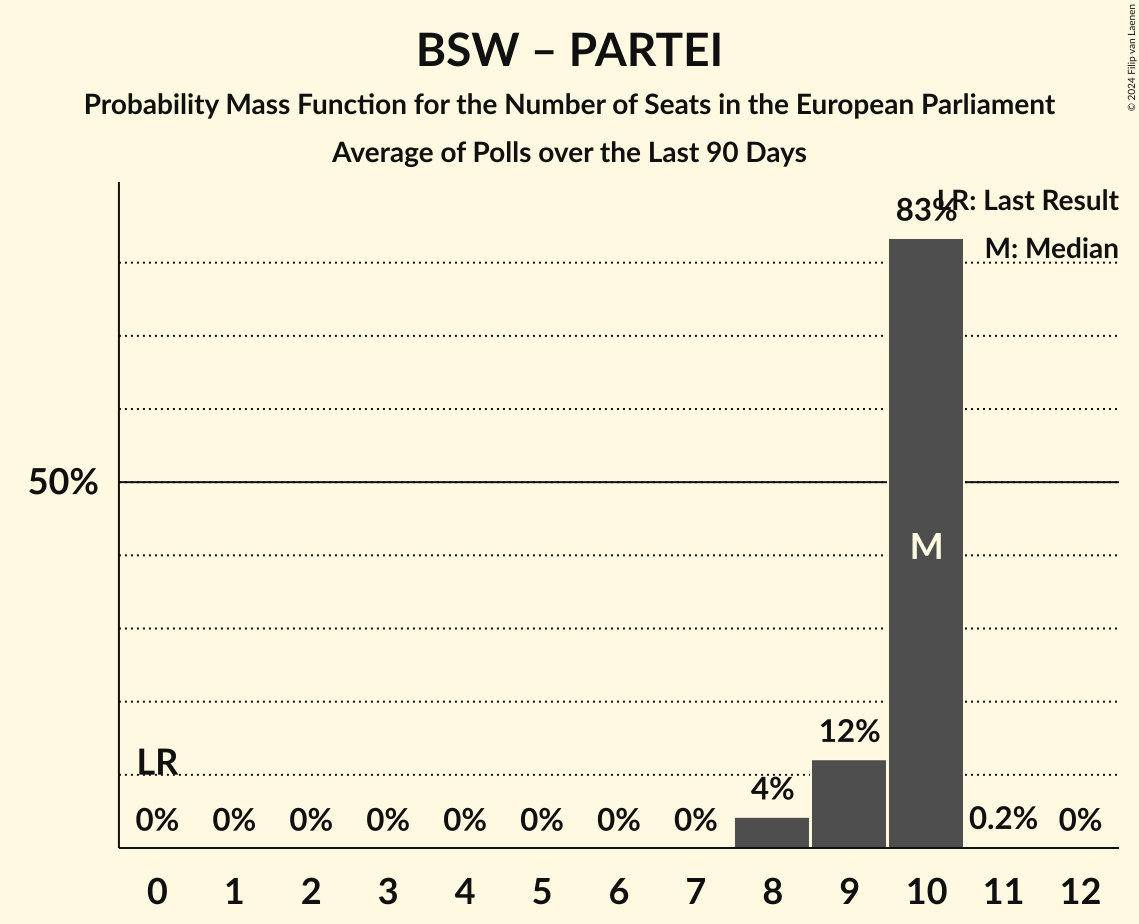 BSW – PARTEI
Probability Mass Function for the Number of Seats in the European Parliament
Average of Polls over the Last 90 Days
© 2024 Filip van Laenen
LR: Last Result
M: Median
83%
50%
M
12%
LR
4%
0% 0% 0% 0% 0% 0% 0% 0% 0.2% 0%
0 1 2 3 4 5 6 7 8 9 10 11 12